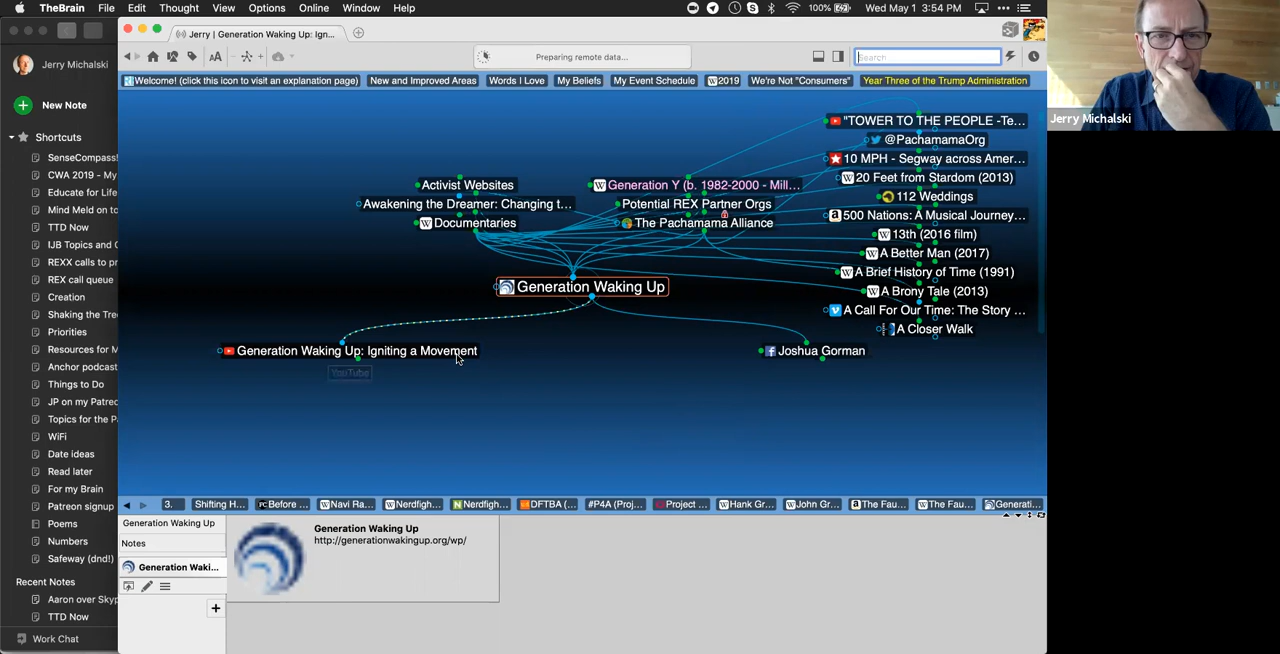 TheBrain File Edit Thought View Options Online Window Help 100% Wed May 1 3:54 PM
Jerry | Generation Waking Up: Ign...
Jerry Michalski
AA
Preparing remote data...
Search
Welcome! (click this icon to visit an explanation page) New and Improved Areas Words I Love My Beliefs My Event Schedule W 2019 We're Not "Consumers" Year Three of the Trump Administration
New Note
Shortcuts
SenseCompass!
CWA 2019 - My
Educate for Life
Mind Meld on
TTD Now
IJB Topics and
REXX calls to pr
REX call queue
Creation
Shaking the Tre
Priorities
Resources for M
Anchor podcast
Things to Do
JP on my Patreo
Topics for the Pa
WiFi
Date ideas
Read later
For my Brain
Patreon signup
Poems
Numbers
Safeway (dnd!)
Recent Notes
Aaron over Skyp
TTD Now
Work Chat
Activist Websites
Awakening the Dreamer: Changing t...
W Documentaries
W Generation Y (b. 1982-2000 - Mill...
Potential REX Partner Orgs
The Pachamama Alliance
"TOWER TO THE PEOPLE -Te...
@PachamamaOrg
10 MPH - Segway across Amer...
W 20 Feet from Stardom (2013)
112 Weddings
a 500 Nations: A Musical Journey...
W 13th (2016 film)
W A Better Man (2017)
W A Brief History of Time (1991)
W A Brony Tale (2013)
A Call For Our Time: The Story ...
A Closer Walk
Generation Waking Up
Generation Waking Up: Igniting a Movement
YouTube
Joshua Gorman
3. Shifting H... Before ... W Navi Ra... W Nerdfigh... N Nerdfigh... DFTBA (... #P4A (Proj... Project ... W Hank Gr... W John Gr... a The Fau... W The Fau... Generati...
Generation Waking Up
Notes
Generation Waki...
Generation Waking Up
http://generationwakingup.org/wp/
Jerry Michalski